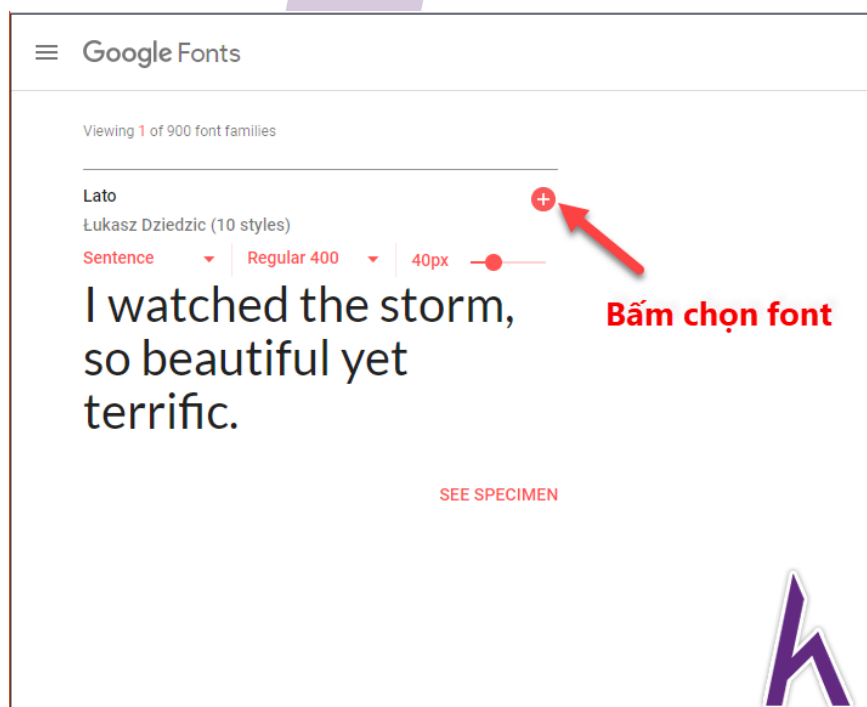 Google Fonts
Viewing 1 of 900 font families
Lato
Łukasz Dziedzic (10 styles)
Sentence Regular 400 40px
I watched the storm,
so beautiful yet
terrific.
Bấm chọn font
SEE SPECIMEN